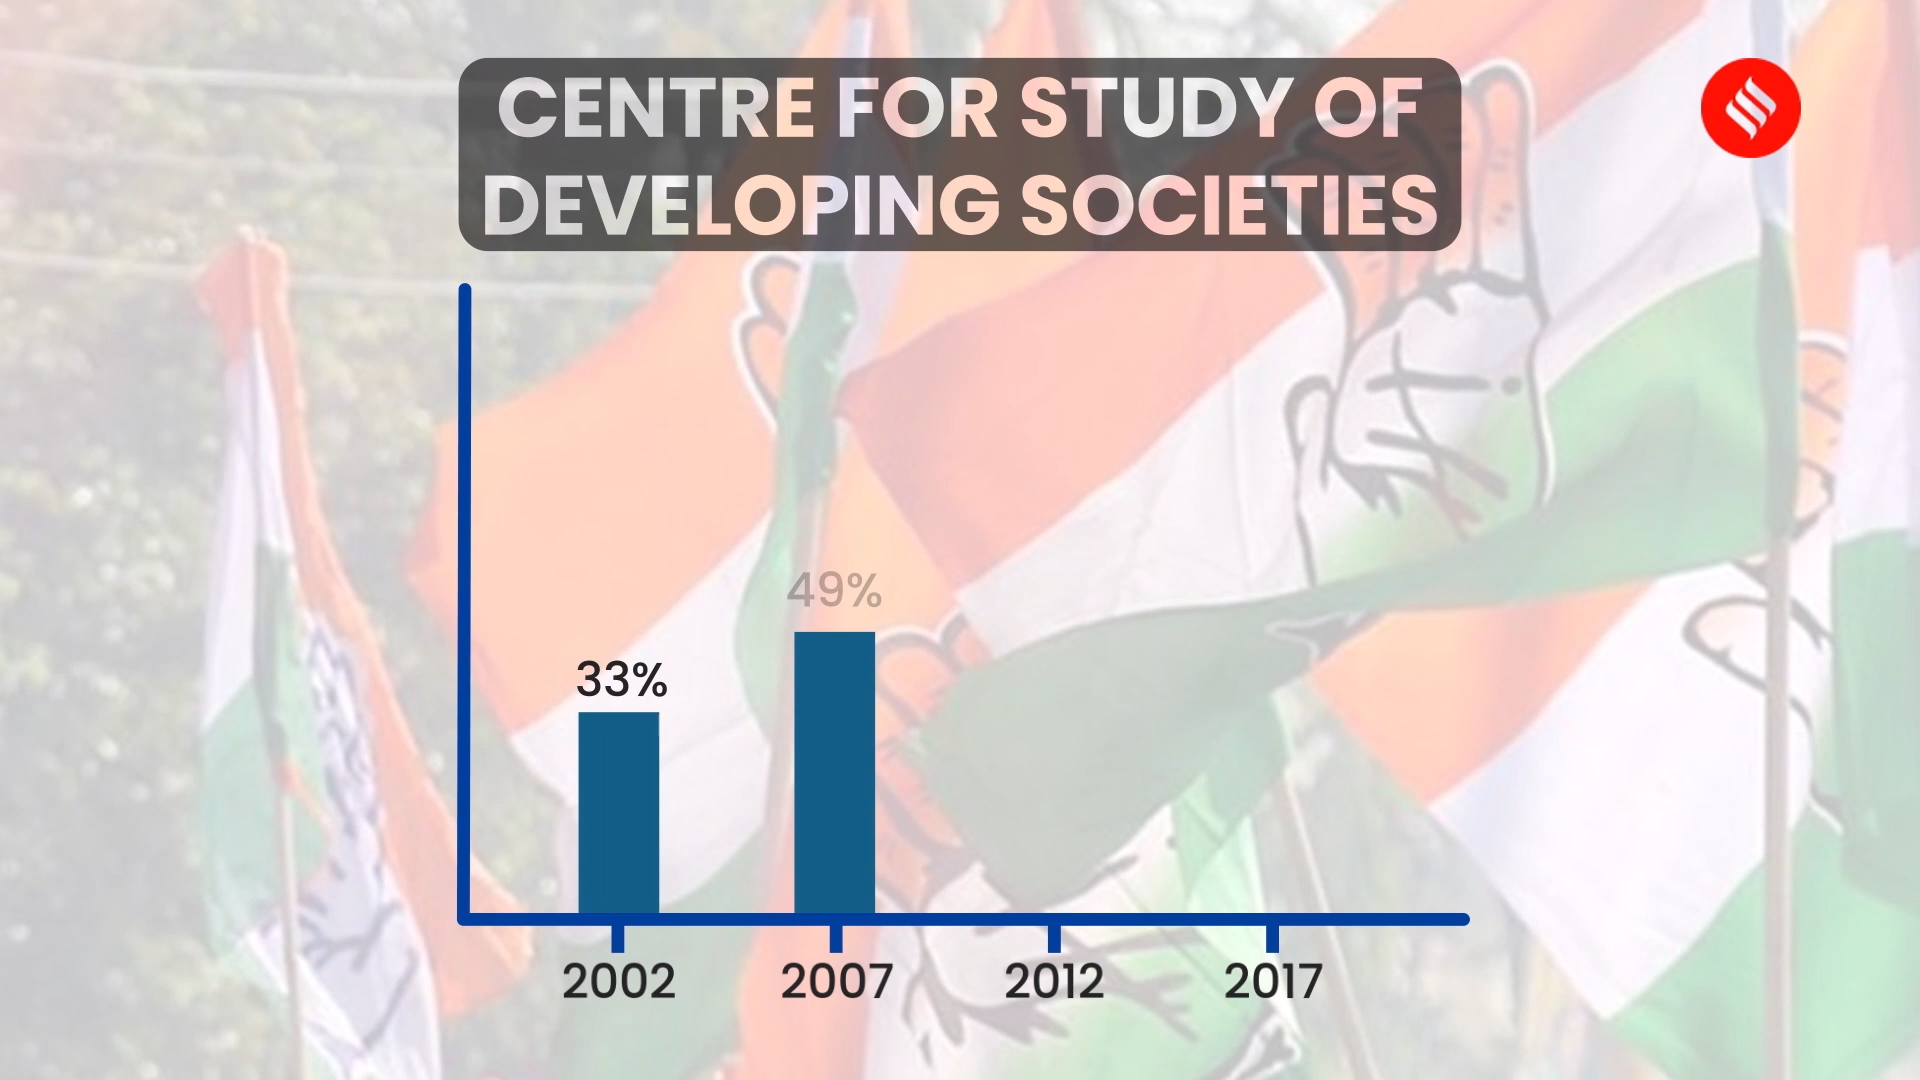 CENTRE FOR STUDY OF
DEVELOPING SOCIETIES
49%
33%
2002 2007 2012 2017